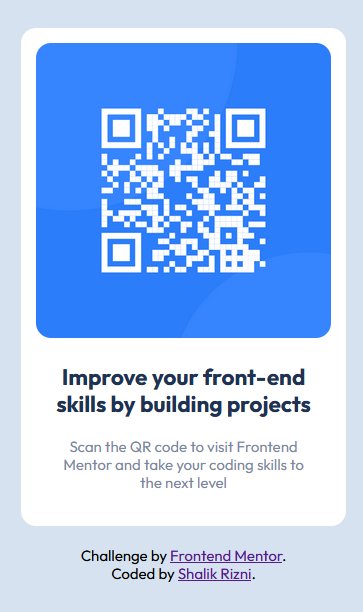 Improve your front-end
skills by building projects
Scan the QR code to visit Frontend
Mentor and take your coding skills to
the next level
Challenge by Frontend Mentor.
Coded by Shalik Rizni.